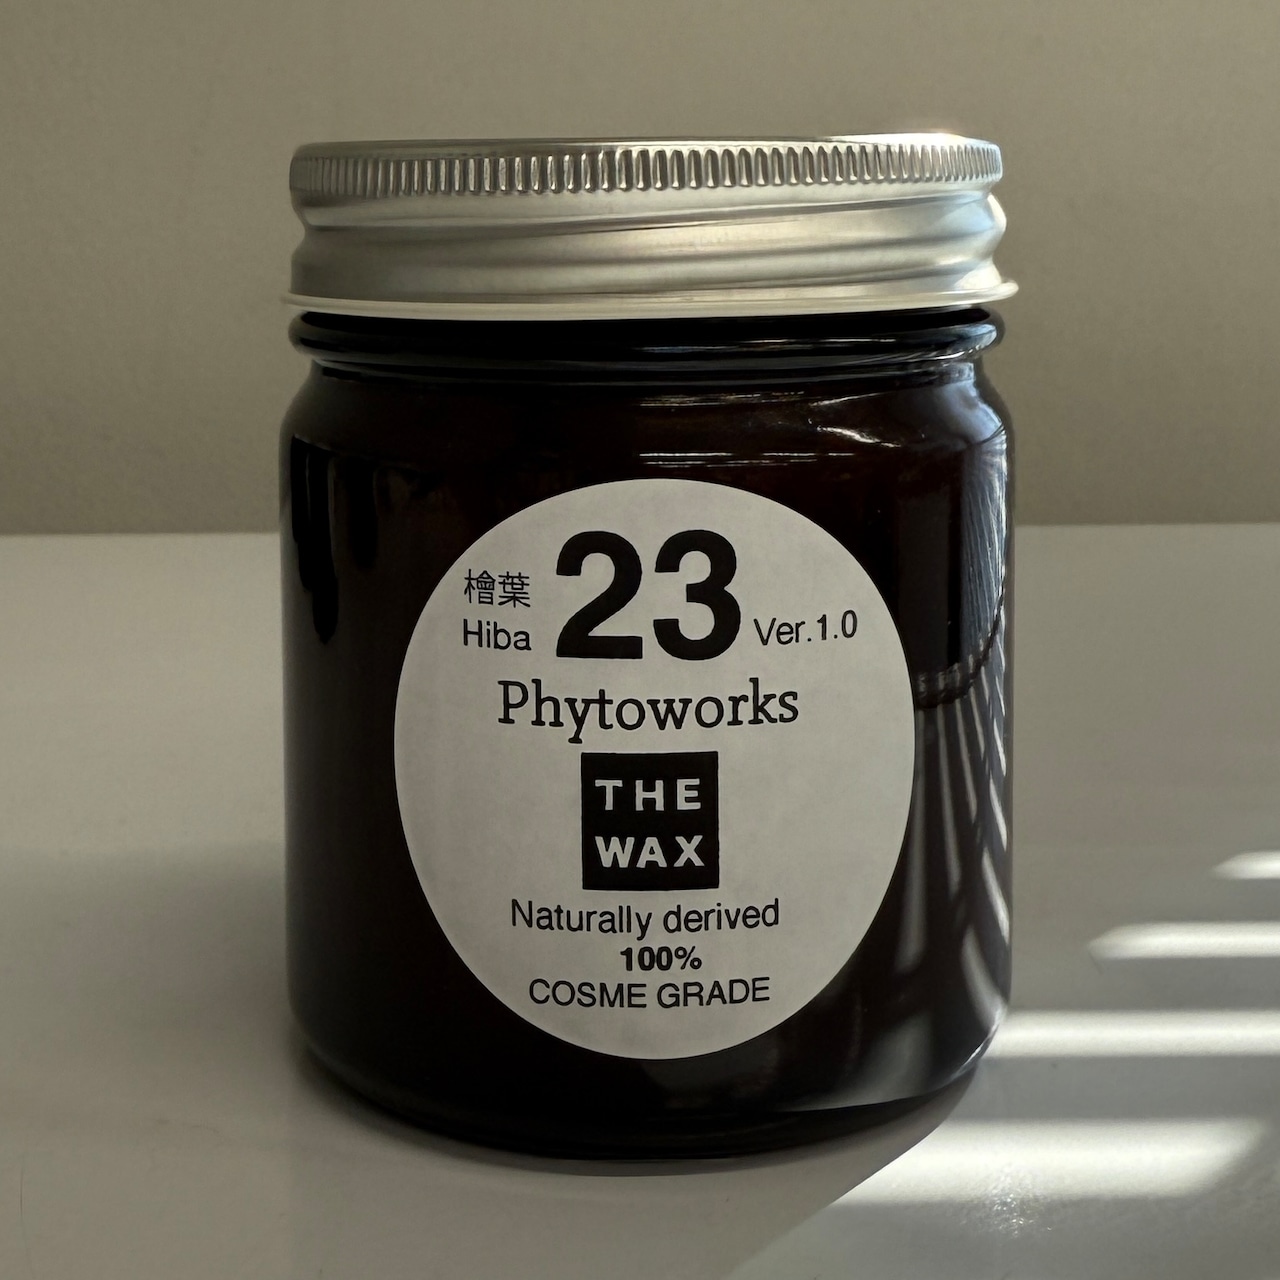 檜葉
Hiba
23
Ver.1.0
Phytoworks
THE
WAX
Naturally derived
100%
COSME GRADE